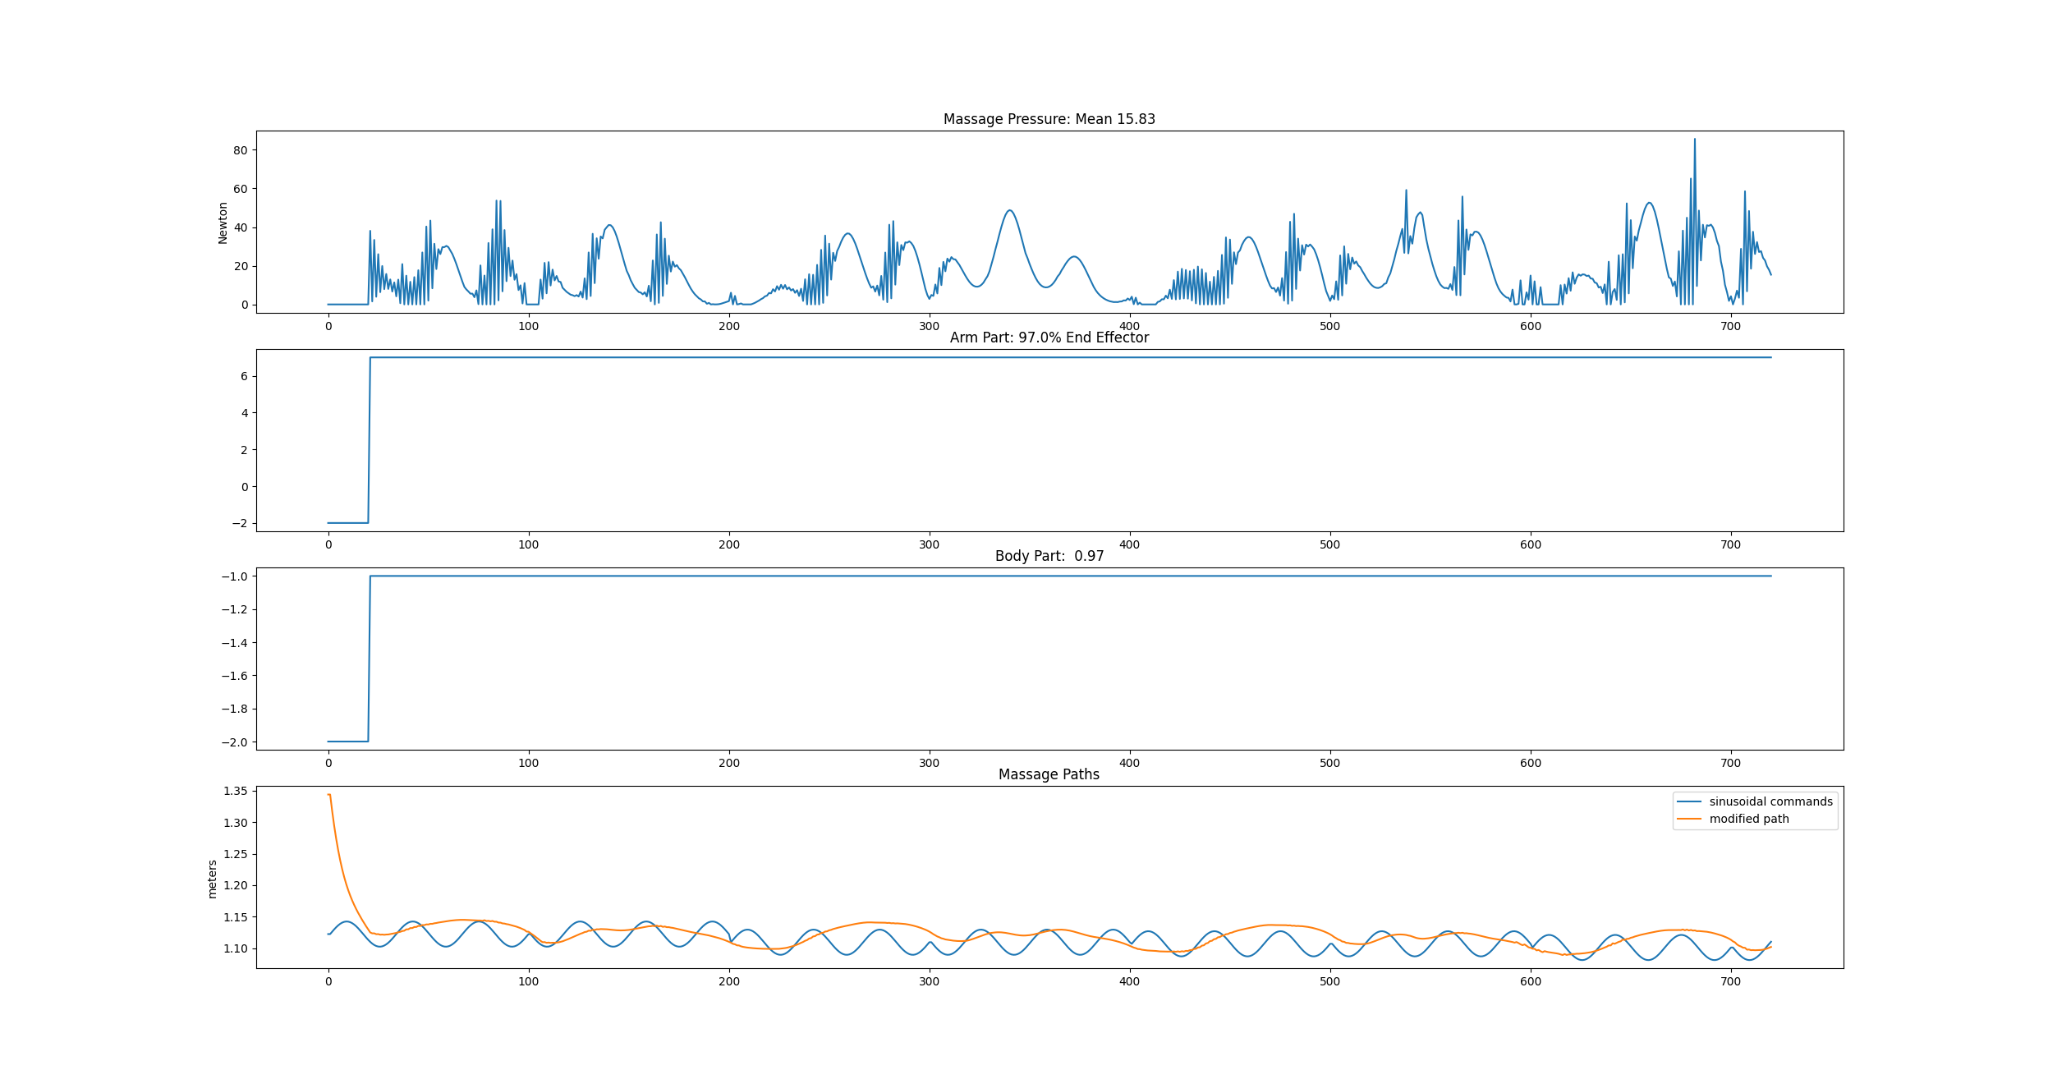 Massage Pressure: Mean 15.83
Newton
80
60
40
20
0
0 100 200 300 400 500 600 700
Arm Part: 97.0% End Effector
6
4
2
0
−2
0 100 200 300 400 500 600 700
Body Part: 0.97
−1.0
−1.2
−1.4
−1.6
−1.8
−2.0
0 100 200 300 400 500 600 700
Massage Paths
meters
1.35
1.30
1.25
1.20
1.15
1.10
sinusoidal commands
modified path
0 100 200 300 400 500 600 700